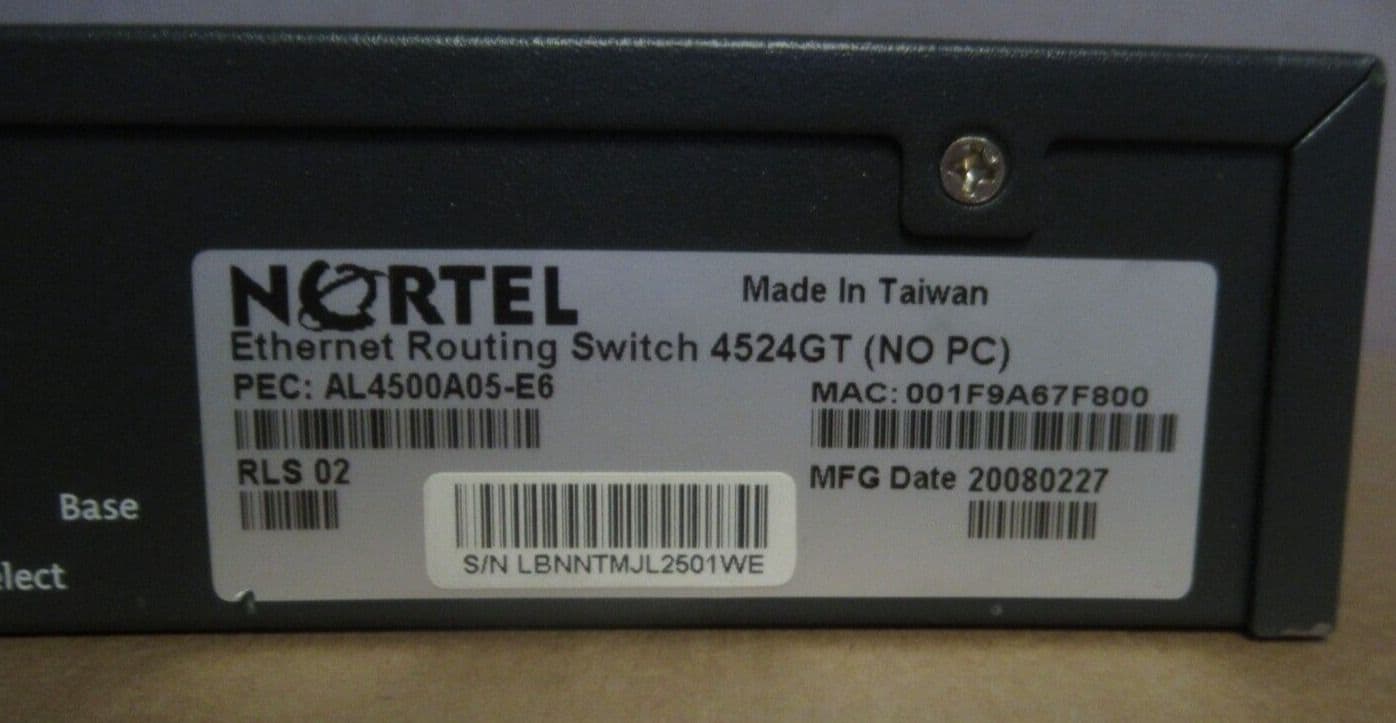 NORTEL
Made In Taiwan
Ethernet Routing Switch 4524GT (NO PC)
PEC: AL4500A05-E6
MAC: 001F9A67F800
RLS 02
MFG Date 20080227
S/N LBNNTMJL2501WE
Base
elect